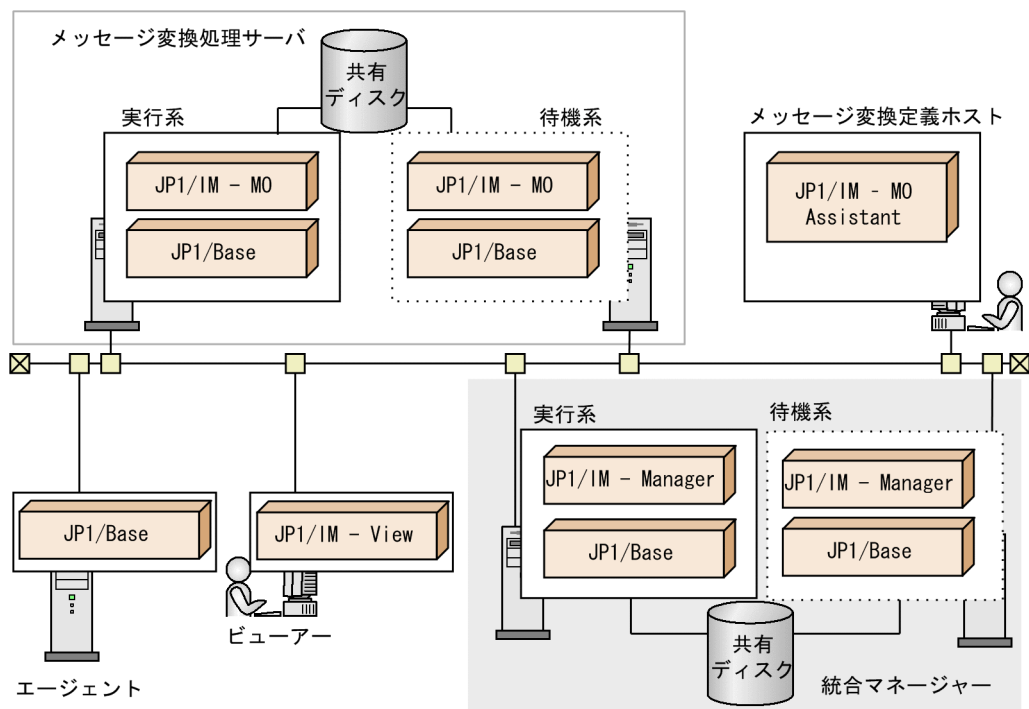 メッセージ変換処理サーバ
共有
ディスク
実行系
待機系
JP1/IM － MO
JP1/Base
JP1/IM － MO
JP1/Base
メッセージ変換定義ホスト
JP1/IM – MO
Assistant
実行系
待機系
JP1/IM － Manager
JP1/Base
JP1/IM － Manager
JP1/Base
共有
ディスク
統合マネージャー
JP1/Base
エージェント
JP1/IM － View
ビューアー